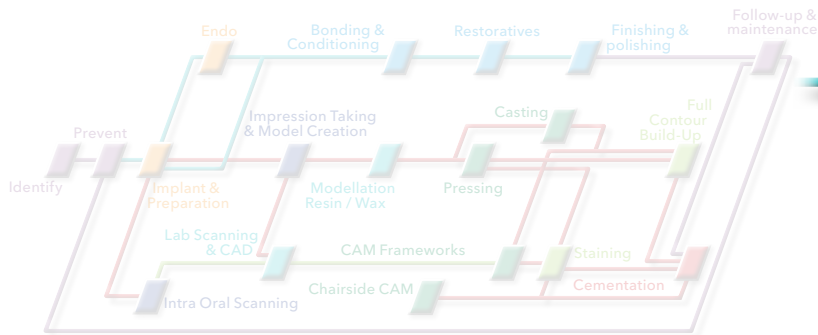 Endo
Bonding &
Conditioning
Restoratives
Finishing &
polishing
Follow-up &
maintenance
Impression Taking
& Model Creation
Casting
Full
Contour
Build-Up
Prevent
Identify
Implant &
Preparation
Modellation
Resin / Wax
Pressing
Lab Scanning
& CAD
CAM Frameworks
Staining
Intra Oral Scanning
Chairside CAM
Cementation